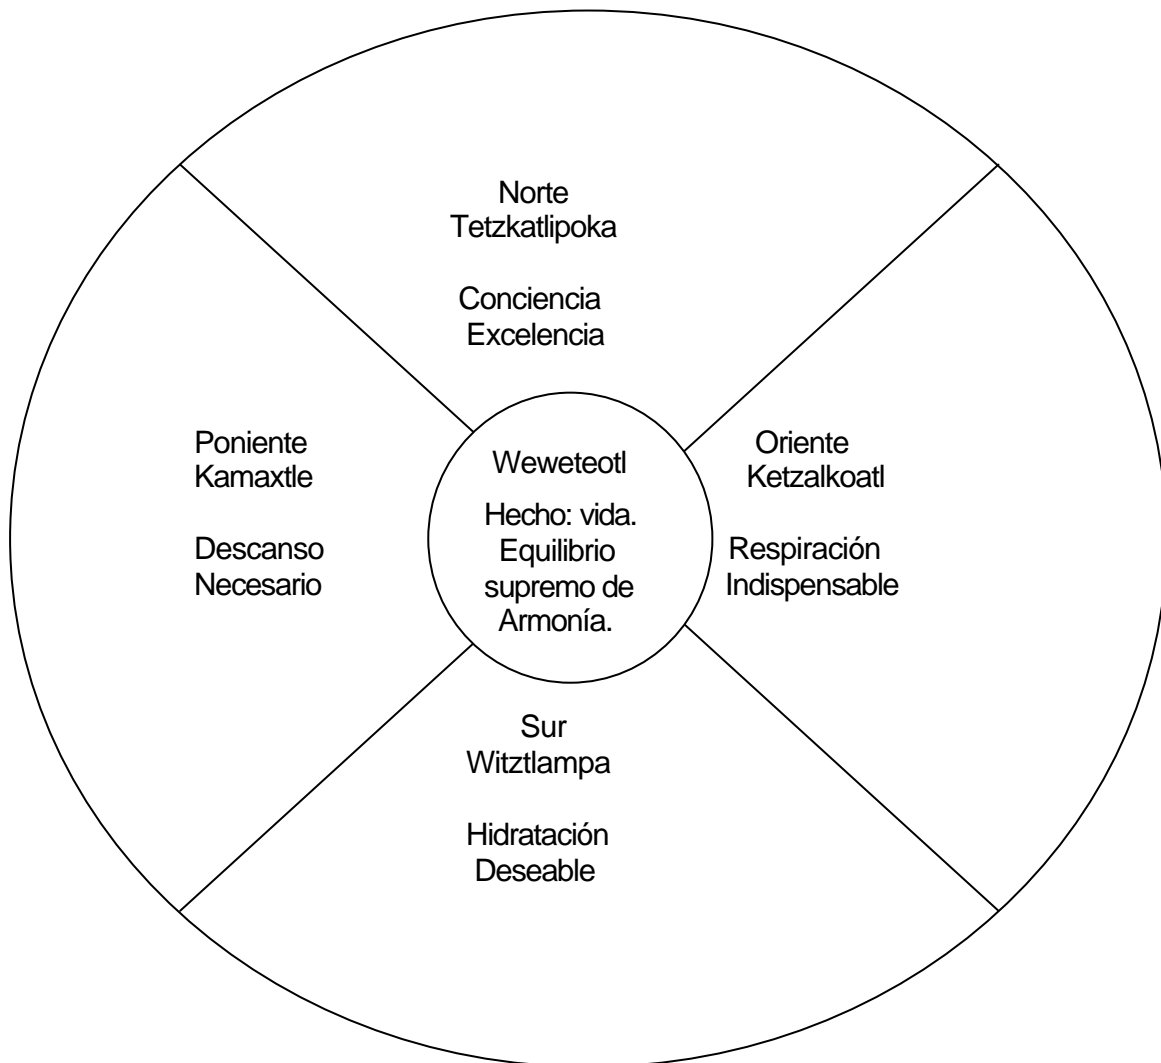 Norte
Tetzkatlipoka
Conciencia
Excelencia
Poniente
Kamaxtle
Descanso
Necesario
Weweteotl
Hecho: vida.
Equilibrio
supremo de
Armonía.
Oriente
Ketzalkoatl
Respiración
Indispensable
Sur
Witztlampa
Hidratación
Deseable